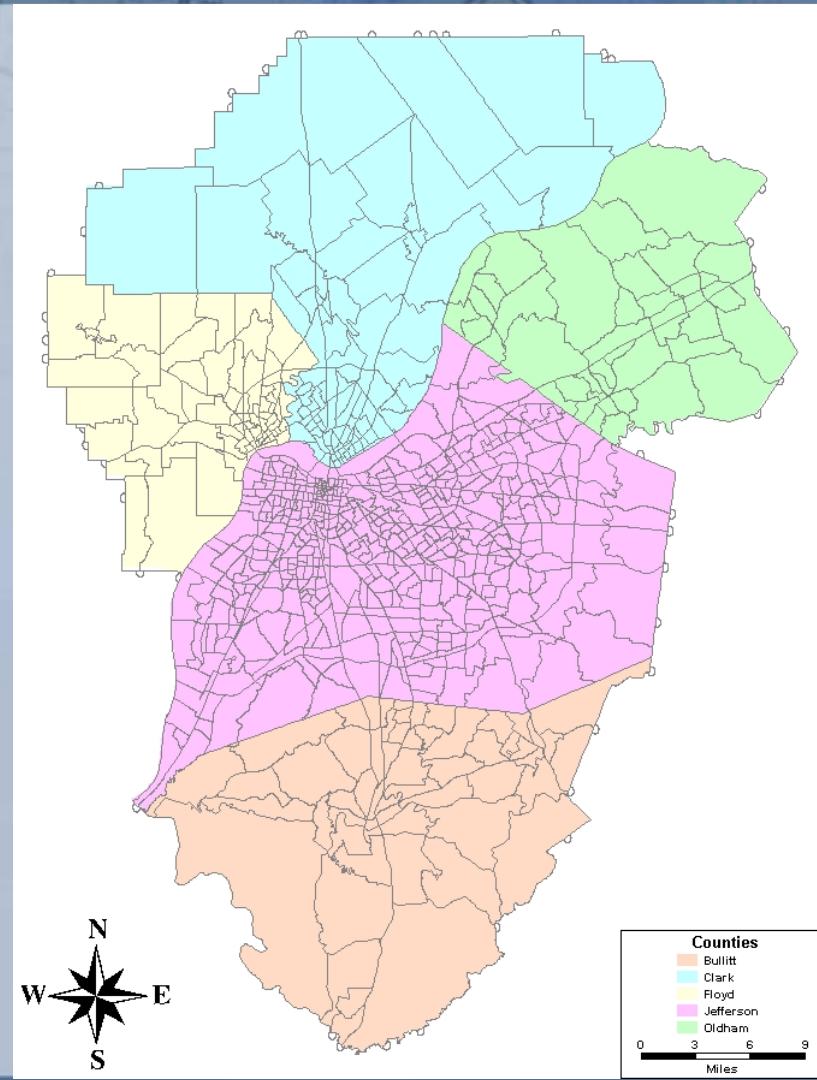 N
W E
S
Counties
Bullitt
Clark
Floyd
Jefferson
Oldham
0 3 6 9
Miles